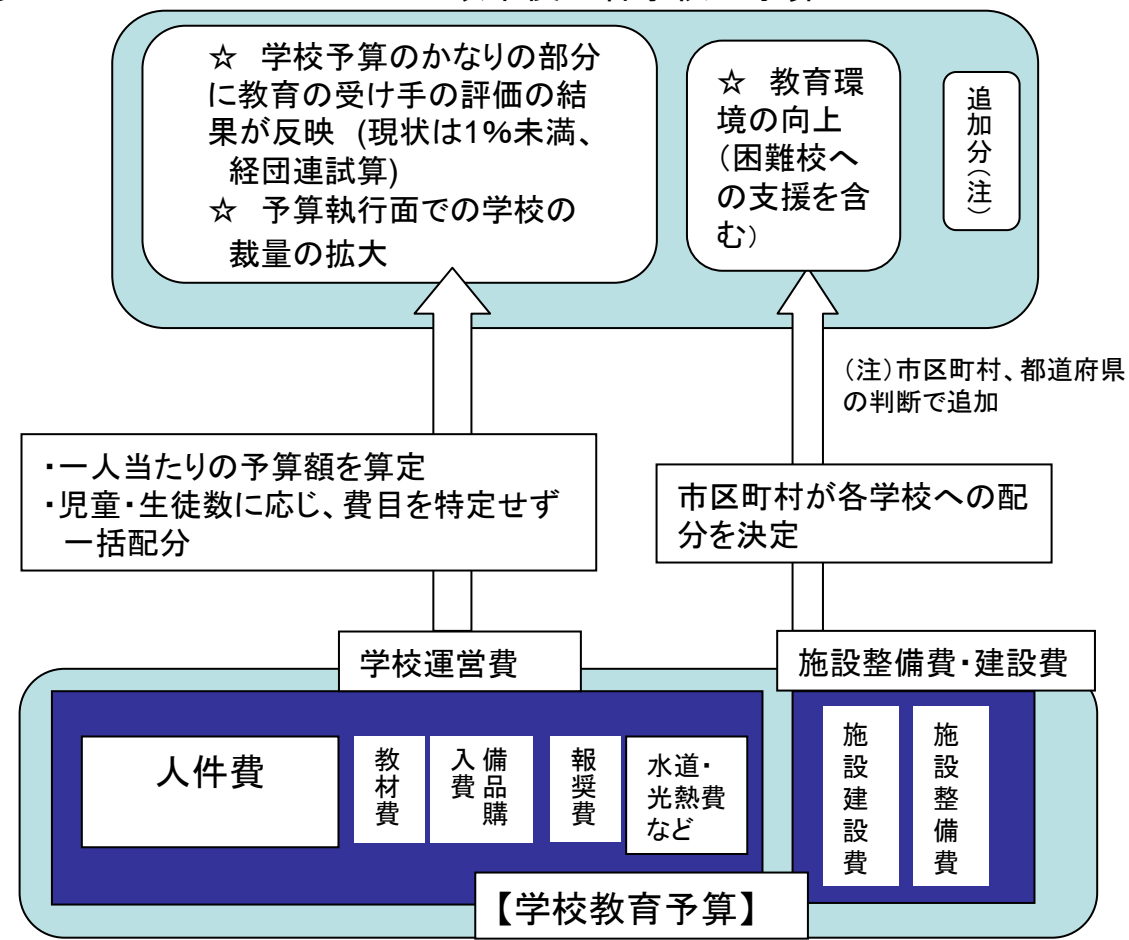 ☆　学校予算のかなりの部分
に教育の受け手の評価の結
果が反映 (現状は1%未満、
経団連試算)
☆　予算執行面での学校の
裁量の拡大
☆　教育環
境の向上
（困難校へ
の支援を含
む）
追加分（注）
（注）市区町村、都道府県
の判断で追加
・一人当たりの予算額を算定
・児童・生徒数に応じ、費目を特定せず
一括配分
市区町村が各学校への配
分を決定
学校運営費
施設整備費・建設費
人件費
教材費
備品購
入費
報奨費
水道・
光熱費
など
施設建設費
施設整備費
【学校教育予算】